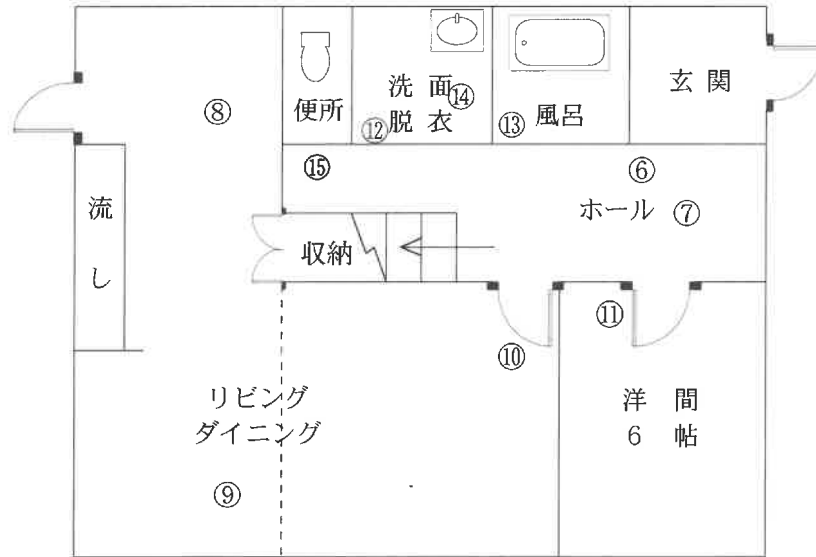 便所
洗面
脱衣
⑭
⑫
⑬
風呂
玄関
⑧
⑮
⑥
ホール
⑦
流し
収納
⑪
⑩
リビング
ダイニング
洋間
6帖
⑨